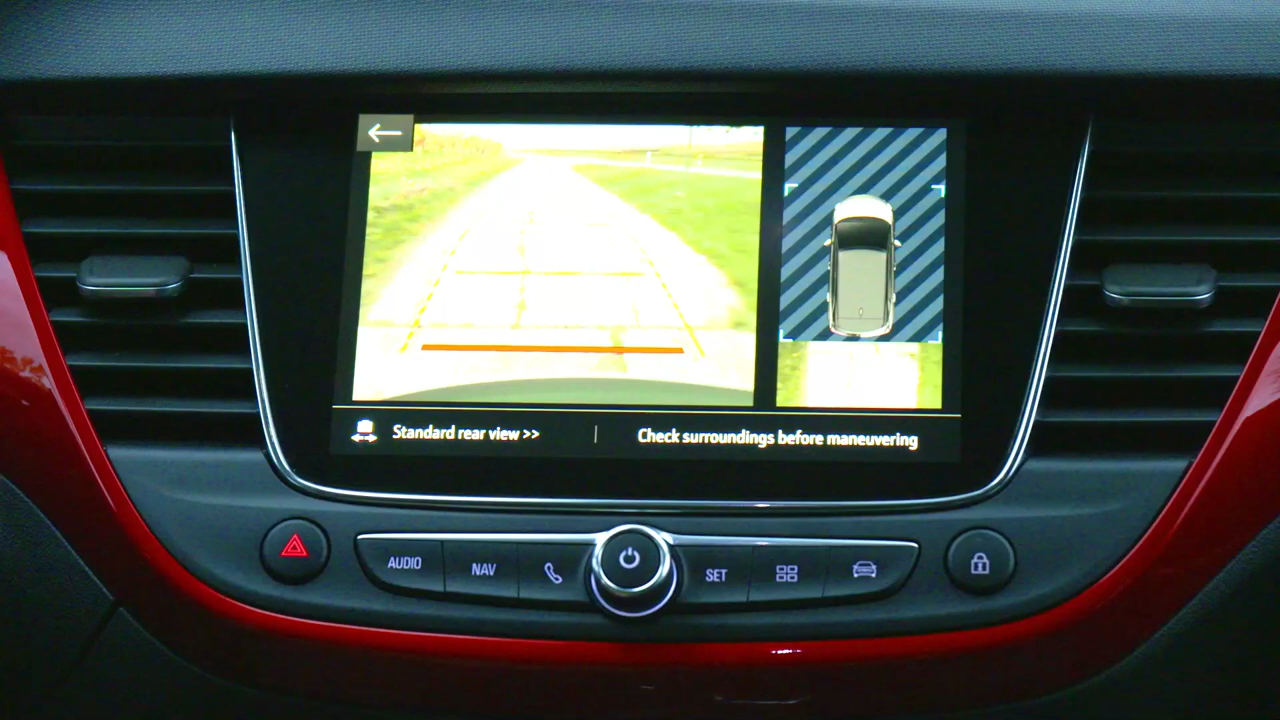 Standard rear view >> | Check surroundings before maneuvering
AUDIO NAV SET